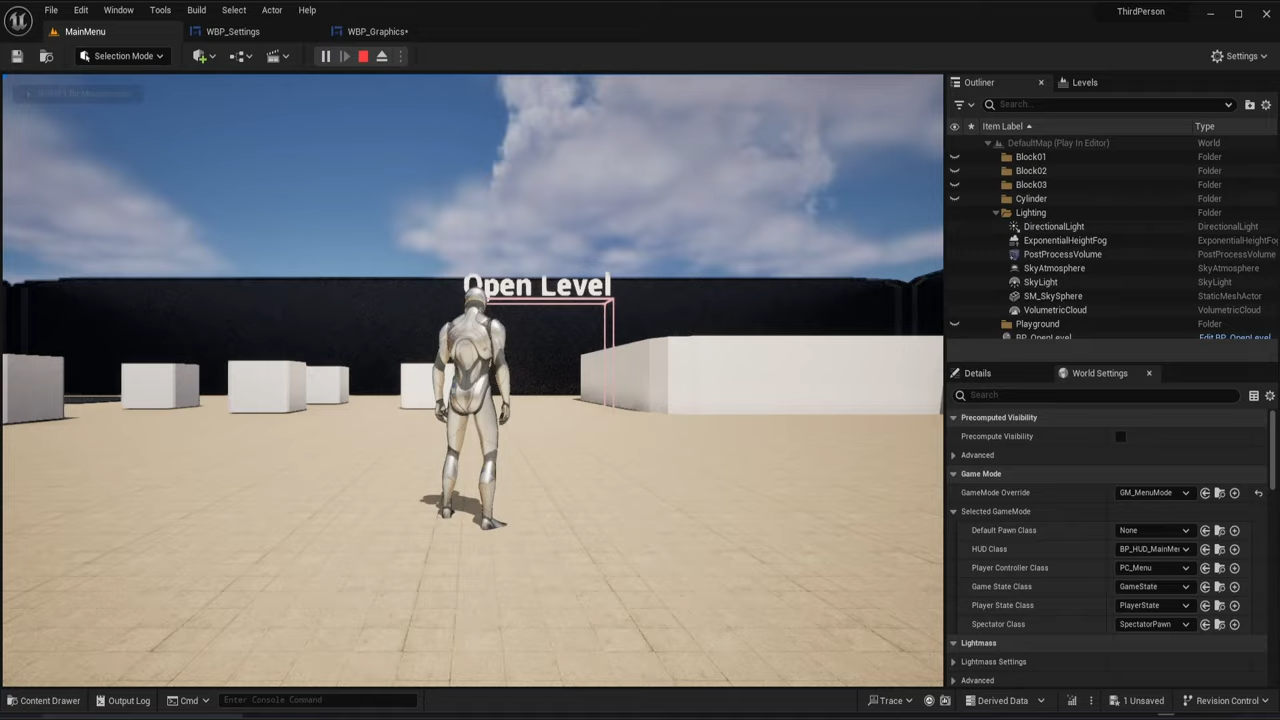 File Edit Window Tools Build Select Actor Help
ThirdPerson
MainMenu
WBP_Settings
WBP_Graphics•
Selection Mode
Settings
Open Level
Outliner
Levels
Search...
Item Label
Type
DefaultMap (Play In Editor)
World
Block01
Folder
Block02
Folder
Block03
Folder
Cylinder
Folder
Lighting
Folder
DirectionalLight
DirectionalLight
ExponentialHeightFog
ExponentialHeightFog
PostProcessVolume
PostProcessVolume
SkyAtmosphere
SkyAtmosphere
SkyLight
SkyLight
SM_SkySphere
StaticMeshActor
VolumetricCloud
VolumetricCloud
Playground
Folder
BP_OpenLevel
Edit BP_OpenLevel
Details
World Settings
Search
Precomputed Visibility
Precompute Visibility
Advanced
Game Mode
GameMode Override
GM_MenuMode
Selected GameMode
Default Pawn Class
None
HUD Class
BP_HUD_MainMe
Player Controller Class
PC_Menu
Game State Class
GameState
Player State Class
PlayerState
Spectator Class
SpectatorPawn
Lightmass
Lightmass Settings
Advanced
Content Drawer
Output Log
Cmd
Enter Console Command
Trace
Derived Data
1 Unsaved
Revision Control